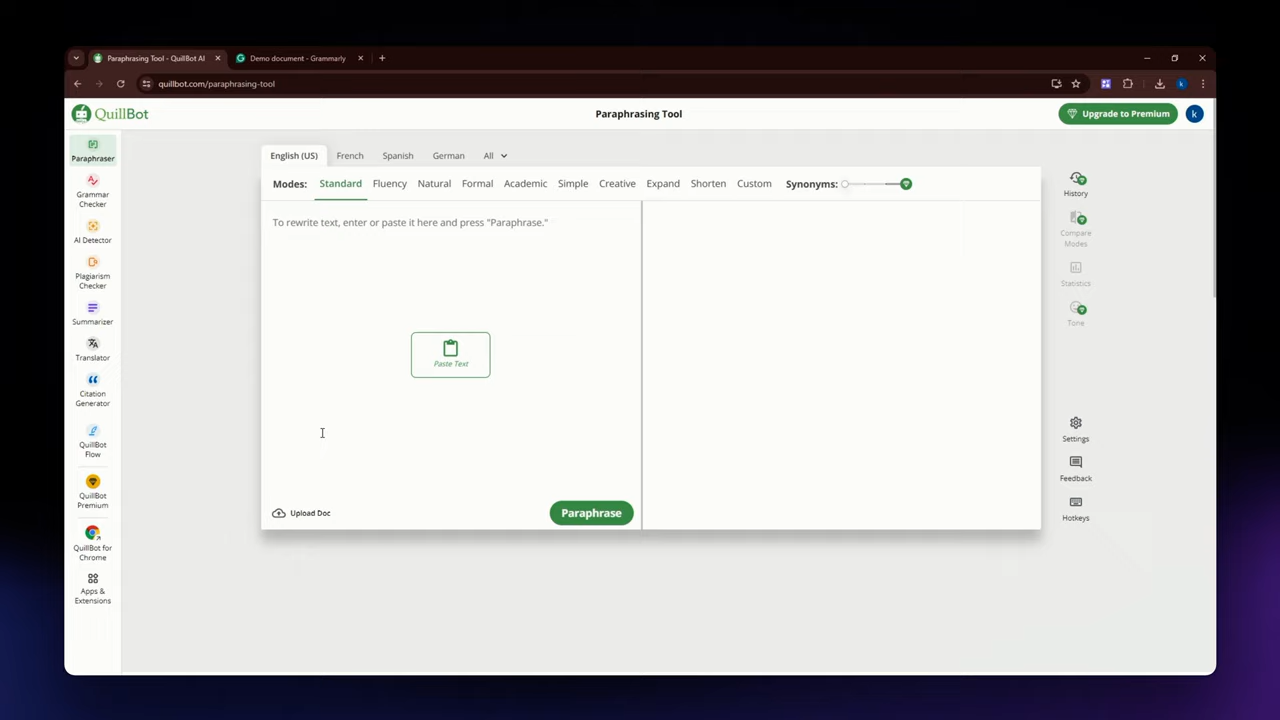 Paraphrasing Tool - QuillBot AI
Demo document - Grammarly
quillbot.com/paraphrasing-tool
k
QuillBot
Paraphrasing Tool
Upgrade to Premium
k
Paraphraser
Grammar
Checker
AI Detector
Plagiarism
Checker
Summarizer
Translator
Citation
Generator
QuillBot
Flow
QuillBot
Premium
QuillBot for
Chrome
Apps &
Extensions
English (US) French Spanish German All
Modes: Standard Fluency Natural Formal Academic Simple Creative Expand Shorten Custom Synonyms:
To rewrite text, enter or paste it here and press "Paraphrase."
Paste Text
Upload Doc
Paraphrase
History
Compare
Modes
Statistics
Tone
Settings
Feedback
Hotkeys